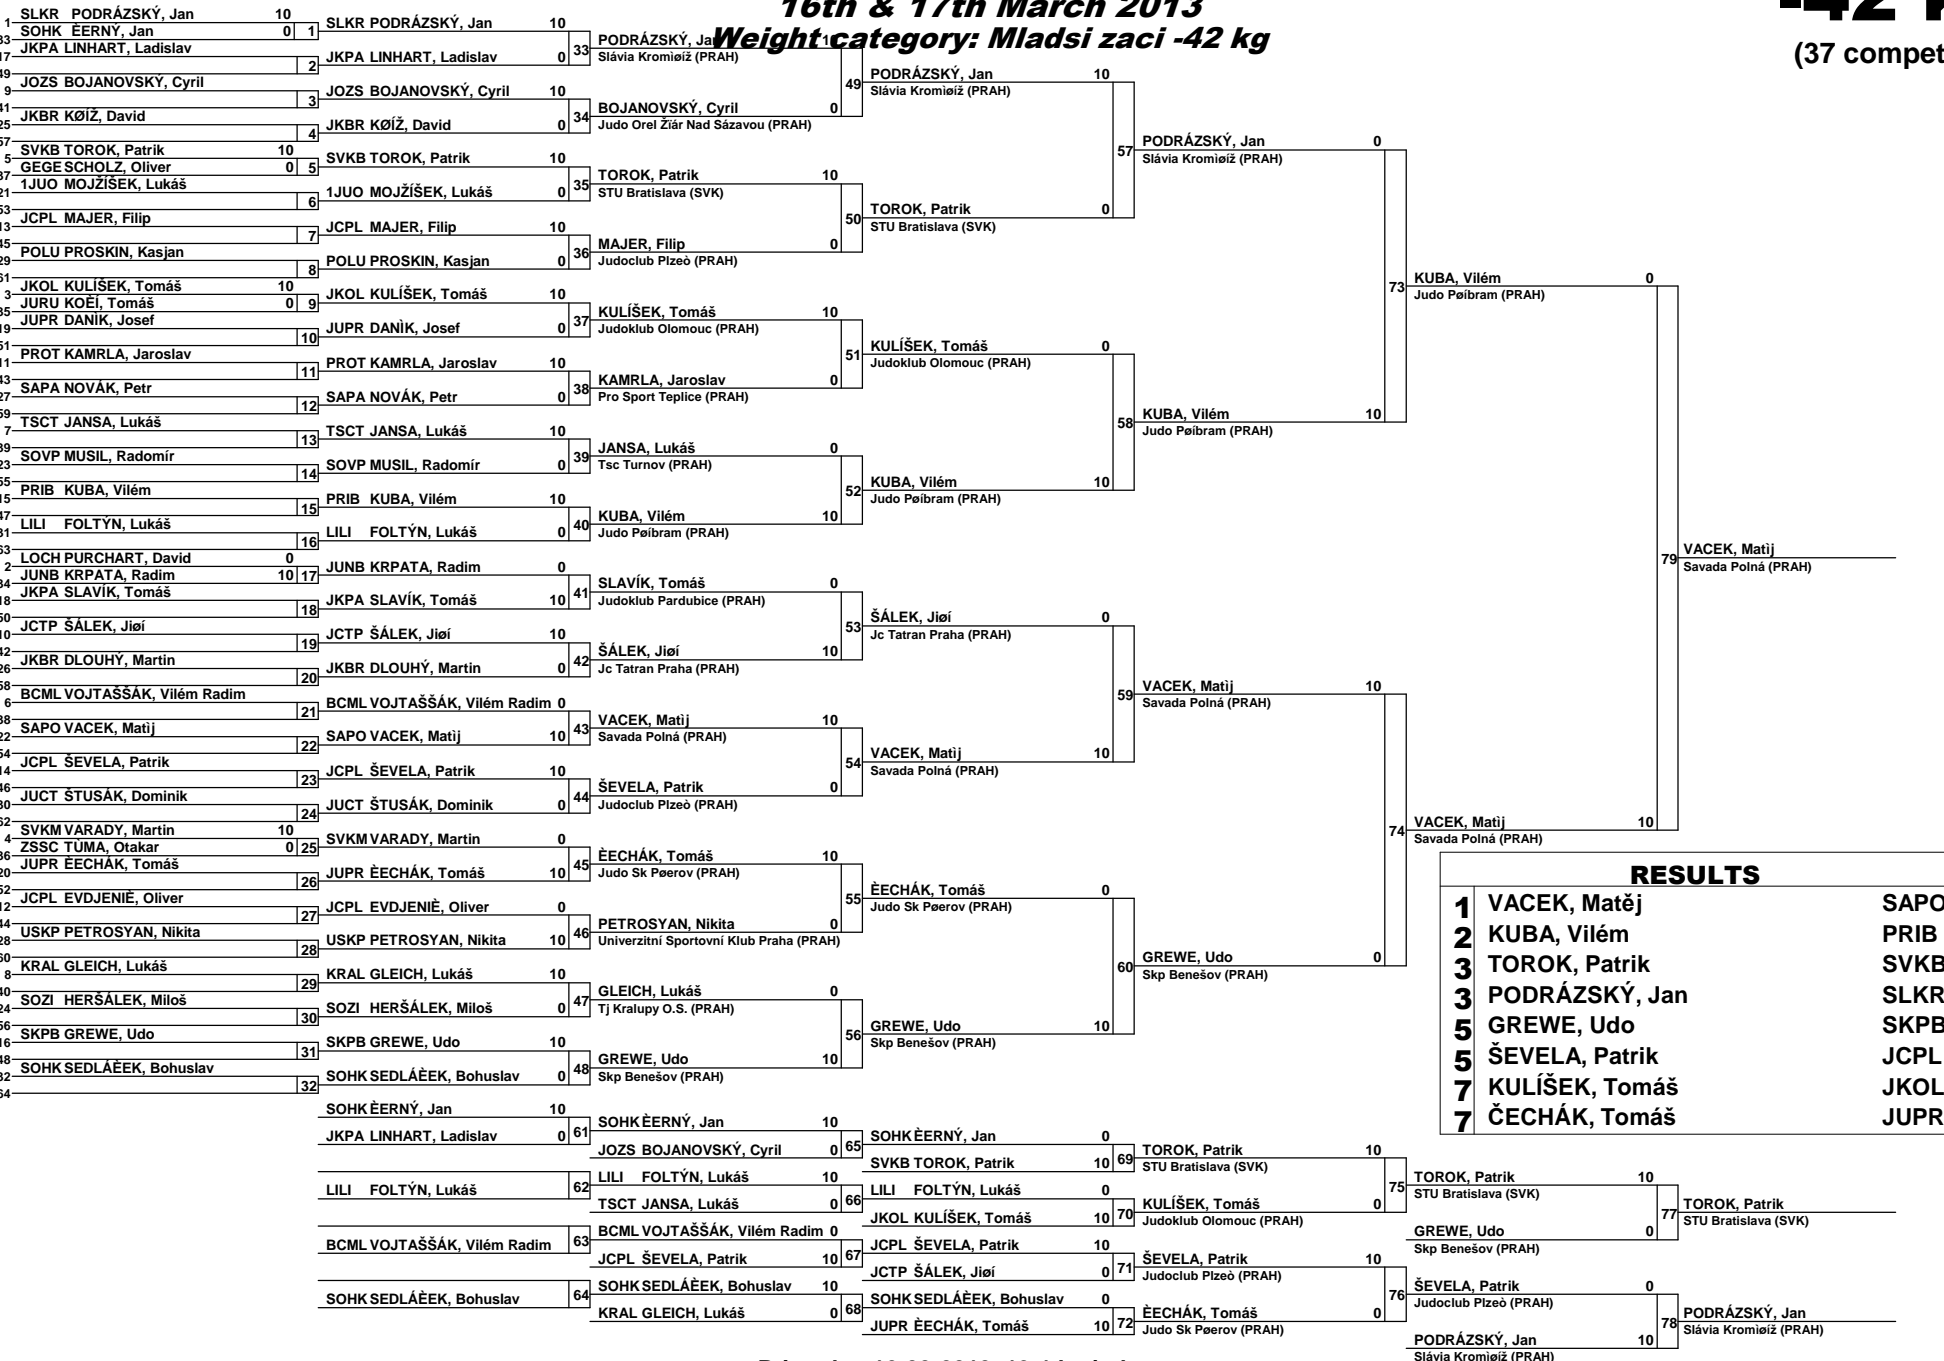 16th & 17th March 2013
Weight category: Mladsi zaci -42 kg
(37 compet
SLKR PODRÁZSKÝ, Jan 10
SOHK ÈERNÝ, Jan 0 1
JKPA LINHART, Ladislav
2
JOZS BOJANOVSKÝ, Cyril
3
JKBR KØÍŽ, David
4
SVKB TOROK, Patrik 10
GEGE SCHOLZ, Oliver 0 5
1JUO MOJŽÍŠEK, Lukáš
6
JCPL MAJER, Filip
7
POLU PROSKIN, Kasjan
8
JKOL KULÍŠEK, Tomáš 10
JURU KOÈÍ, Tomáš 0 9
JUPR DANÌK, Josef
10
PROT KAMRLA, Jaroslav
11
SAPA NOVÁK, Petr
12
TSCT JANSA, Lukáš
13
SOVP MUSIL, Radomír
14
PRIB KUBA, Vilém
15
LILI FOLTÝN, Lukáš
16
LOCH PURCHART, David 0
JUNB KRPATA, Radim 10 17
JKPA SLAVÍK, Tomáš
18
JCTP ŠÁLEK, Jiøí
19
JKBR DLOUHÝ, Martin
20
BCML VOJTAŠŠÁK, Vilém Radim
21
SAPO VACEK, Matìj
22
JCPL ŠEVELA, Patrik
23
JUCT ŠTUSÁK, Dominik
24
SVKM VARADY, Martin 10
ZSSC TÙMA, Otakar 0 25
JUPR ÈECHÁK, Tomáš
26
JCPL EVDJENIÈ, Oliver
27
USKP PETROSYAN, Nikita
28
KRAL GLEICH, Lukáš
29
SOZI HERŠÁLEK, Miloš
30
SKPB GREWE, Udo
31
SOHK SEDLÁÈEK, Bohuslav
32
SLKR PODRÁZSKÝ, Jan 10
JKPA LINHART, Ladislav 0 33
JOZS BOJANOVSKÝ, Cyril 10
JKBR KØÍŽ, David 0 34
SVKB TOROK, Patrik 10
1JUO MOJŽÍŠEK, Lukáš 0 35
JCPL MAJER, Filip 10
POLU PROSKIN, Kasjan 0 36
JKOL KULÍŠEK, Tomáš 10
JUPR DANÌK, Josef 0 37
PROT KAMRLA, Jaroslav 10
SAPA NOVÁK, Petr 0 38
TSCT JANSA, Lukáš 10
SOVP MUSIL, Radomír 0 39
PRIB KUBA, Vilém 10
LILI FOLTÝN, Lukáš 0 40
JUNB KRPATA, Radim 0
JKPA SLAVÍK, Tomáš 10 41
JCTP ŠÁLEK, Jiøí 10
JKBR DLOUHÝ, Martin 0 42
BCML VOJTAŠŠÁK, Vilém Radim 0
SAPO VACEK, Matìj 10 43
JCPL ŠEVELA, Patrik 10
JUCT ŠTUSÁK, Dominik 0 44
SVKM VARADY, Martin 0
JUPR ÈECHÁK, Tomáš 10 45
JCPL EVDJENIÈ, Oliver 0
USKP PETROSYAN, Nikita 10 46
KRAL GLEICH, Lukáš 10
SOZI HERŠÁLEK, Miloš 0 47
SKPB GREWE, Udo 10
SOHK SEDLÁÈEK, Bohuslav 0 48
PODRÁZSKÝ, Jan
Slávia Kromìøíž (PRAH)
49
BOJANOVSKÝ, Cyril 0
Judo Orel Žïár Nad Sázavou (PRAH)
TOROK, Patrik 10
STU Bratislava (SVK)
50
MAJER, Filip 0
Judoclub Plzeò (PRAH)
KULÍŠEK, Tomáš 10
Judoklub Olomouc (PRAH)
51
KAMRLA, Jaroslav 0
Pro Sport Teplice (PRAH)
JANSA, Lukáš 0
Tsc Turnov (PRAH)
52
KUBA, Vilém 10
Judo Pøíbram (PRAH)
SLAVÍK, Tomáš 0
Judoklub Pardubice (PRAH)
53
ŠÁLEK, Jiøí 10
Jc Tatran Praha (PRAH)
VACEK, Matìj 10
Savada Polná (PRAH)
54
ŠEVELA, Patrik 0
Judoclub Plzeò (PRAH)
ÈECHÁK, Tomáš 10
Judo Sk Pøerov (PRAH)
55
PETROSYAN, Nikita 0
Univerzitní Sportovní Klub Praha (PRAH)
GLEICH, Lukáš 0
Tj Kralupy O.S. (PRAH)
56
GREWE, Udo 10
Skp Benešov (PRAH)
PODRÁZSKÝ, Jan 10
Slávia Kromìøíž (PRAH)
57
TOROK, Patrik 0
STU Bratislava (SVK)
KULÍŠEK, Tomáš 0
Judoklub Olomouc (PRAH)
58
KUBA, Vilém 10
Judo Pøíbram (PRAH)
ŠÁLEK, Jiøí 0
Jc Tatran Praha (PRAH)
59
VACEK, Matìj 10
Savada Polná (PRAH)
ÈECHÁK, Tomáš 0
Judo Sk Pøerov (PRAH)
60
GREWE, Udo 10
Skp Benešov (PRAH)
PODRÁZSKÝ, Jan 0
Slávia Kromìøíž (PRAH)
73
KUBA, Vilém 10
Judo Pøíbram (PRAH)
VACEK, Matìj 10
Savada Polná (PRAH)
74
GREWE, Udo 0
Skp Benešov (PRAH)
KUBA, Vilém 0
Judo Pøíbram (PRAH)
79
VACEK, Matìj 10
Savada Polná (PRAH)
VACEK, Matìj
Savada Polná (PRAH)
RESULTS
1 VACEK, Matěj SAPO
2 KUBA, Vilém PRIB
3 TOROK, Patrik SVKB
3 PODRÁZSKÝ, Jan SLKR
5 GREWE, Udo SKPB
5 ŠEVELA, Patrik JCPL
7 KULÍŠEK, Tomáš JKOL
7 ČECHÁK, Tomáš JUPR
SOHK ÈERNÝ, Jan 10
JKPA LINHART, Ladislav 0 61
LILI FOLTÝN, Lukáš 62
BCML VOJTAŠŠÁK, Vilém Radim 63
SOHK SEDLÁÈEK, Bohuslav 64
SOHK ÈERNÝ, Jan 10
JOZS BOJANOVSKÝ, Cyril 0 65
LILI FOLTÝN, Lukáš 10
TSCT JANSA, Lukáš 0 66
BCML VOJTAŠŠÁK, Vilém Radim 0
JCPL ŠEVELA, Patrik 10 67
SOHK SEDLÁÈEK, Bohuslav 10
KRAL GLEICH, Lukáš 0 68
SOHK ÈERNÝ, Jan 0
SVKB TOROK, Patrik 10 69
LILI FOLTÝN, Lukáš 0
JKOL KULÍŠEK, Tomáš 10 70
JCPL ŠEVELA, Patrik 10
JCTP ŠÁLEK, Jiøí 0 71
SOHK SEDLÁÈEK, Bohuslav 0
JUPR ÈECHÁK, Tomáš 10 72
TOROK, Patrik 10
STU Bratislava (SVK)
75
KULÍŠEK, Tomáš 0
Judoklub Olomouc (PRAH)
ŠEVELA, Patrik 10
Judoclub Plzeò (PRAH)
76
ÈECHÁK, Tomáš 0
Judo Sk Pøerov (PRAH)
TOROK, Patrik 10
STU Bratislava (SVK)
77
GREWE, Udo 0
Skp Benešov (PRAH)
ŠEVELA, Patrik 0
Judoclub Plzeò (PRAH)
78
PODRÁZSKÝ, Jan 10
Slávia Kromìøíž (PRAH)
TOROK, Patrik
STU Bratislava (SVK)
PODRÁZSKÝ, Jan
Slávia Kromìøíž (PRAH)